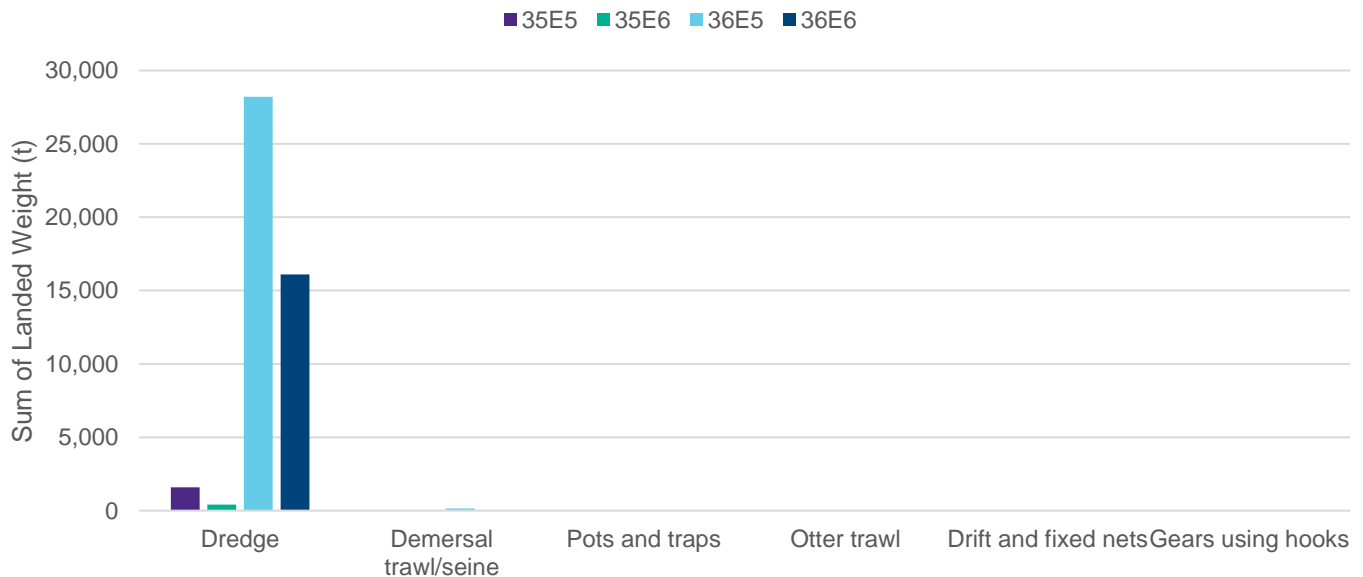 35E5 35E6 36E5 36E6
30,000
25,000
20,000
15,000
10,000
5,000
0
Sum of Landed Weight (t)
Dredge Demersal trawl/seine Pots and traps Otter trawl Drift and fixed nets Gears using hooks